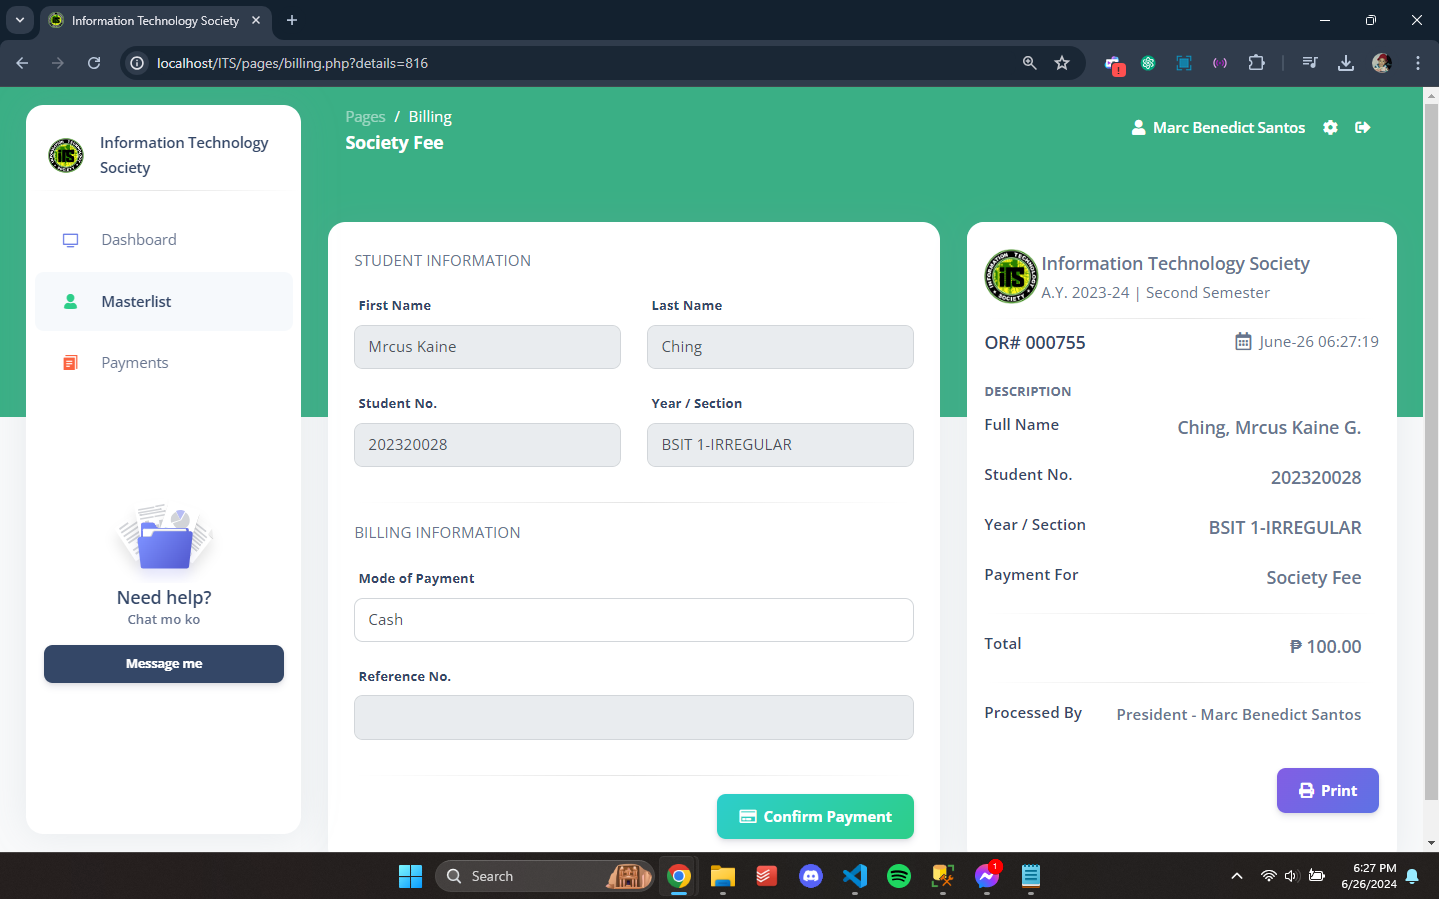 Information Technology Society
localhost/ITS/pages/billing.php?details=816
Information Technology
Society
Dashboard
Masterlist
Payments
Need help?
Chat mo ko
Message me
Pages / Billing
Society Fee
Marc Benedict Santos
STUDENT INFORMATION
First Name
Last Name
Mrcus Kaine
Ching
Student No.
Year / Section
202320028
BSIT 1-IRREGULAR
BILLING INFORMATION
Mode of Payment
Cash
Reference No.
Confirm Payment
INFORMATION TECHNOLOGY
iTS
SOCIETY
Information Technology Society
A.Y. 2023-24 | Second Semester
OR# 000755
June-26 06:27:19
DESCRIPTION
Full Name
Ching, Mrcus Kaine G.
Student No.
202320028
Year / Section
BSIT 1-IRREGULAR
Payment For
Society Fee
Total
₱ 100.00
Processed By
President - Marc Benedict Santos
Print
Search
1
6:27 PM
6/26/2024